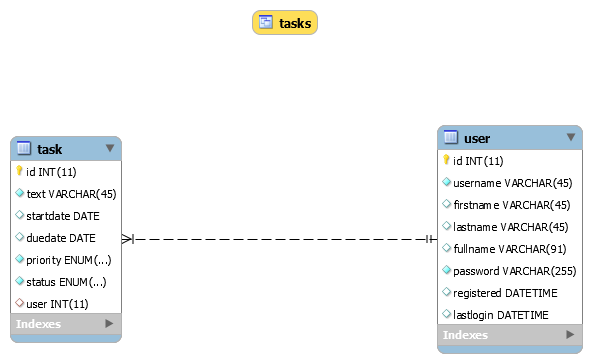 tasks
task
id INT(11)
text VARCHAR(45)
startdate DATE
duedate DATE
priority ENUM(...)
status ENUM(...)
user INT(11)
Indexes
user
id INT(11)
username VARCHAR(45)
firstname VARCHAR(45)
lastname VARCHAR(45)
fullname VARCHAR(91)
password VARCHAR(255)
registered DATETIME
lastlogin DATETIME
Indexes